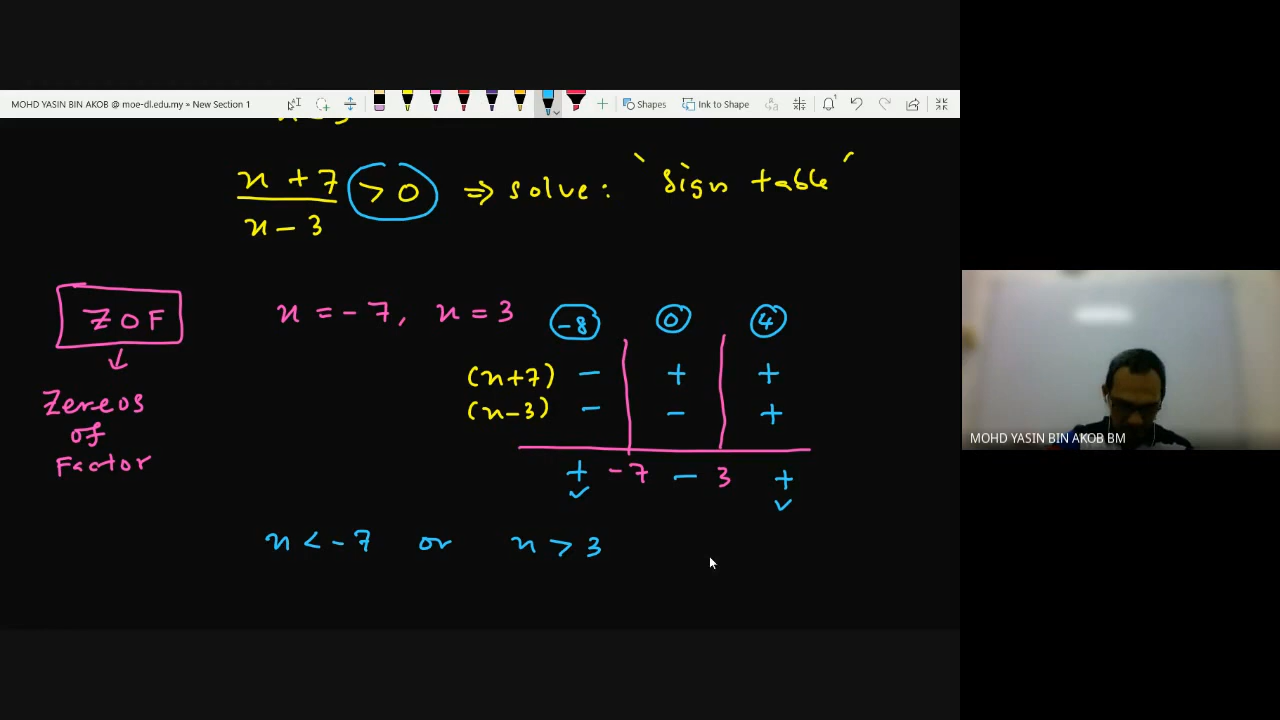 MOHD YASIN BIN AKOB @ moe-dl.edu.my » New Section 1
Shapes
Ink to Shape
x + 7 > 0 ⇒ solve: "Sign table"
x - 3
ZOF
x = -7, x = 3
-8 0 4
(x+7) - + +
(x-3) - - +
+ -7 - 3 +
Zereos
of
Factor
x < -7 or x > 3
MOHD YASIN BIN AKOB BM